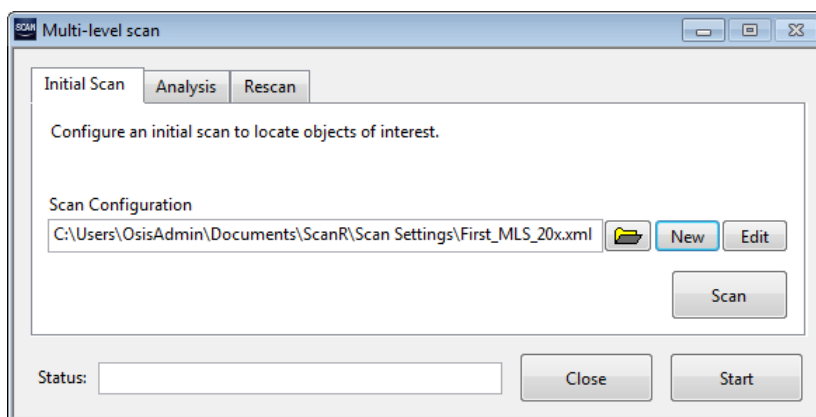 SCAN Multi-level scan
Initial Scan Analysis Rescan
Configure an initial scan to locate objects of interest.
Scan Configuration
C:\Users\OsisAdmin\Documents\ScanR\Scan Settings\First_MLS_20x.xml New Edit
Scan
Status: Close Start